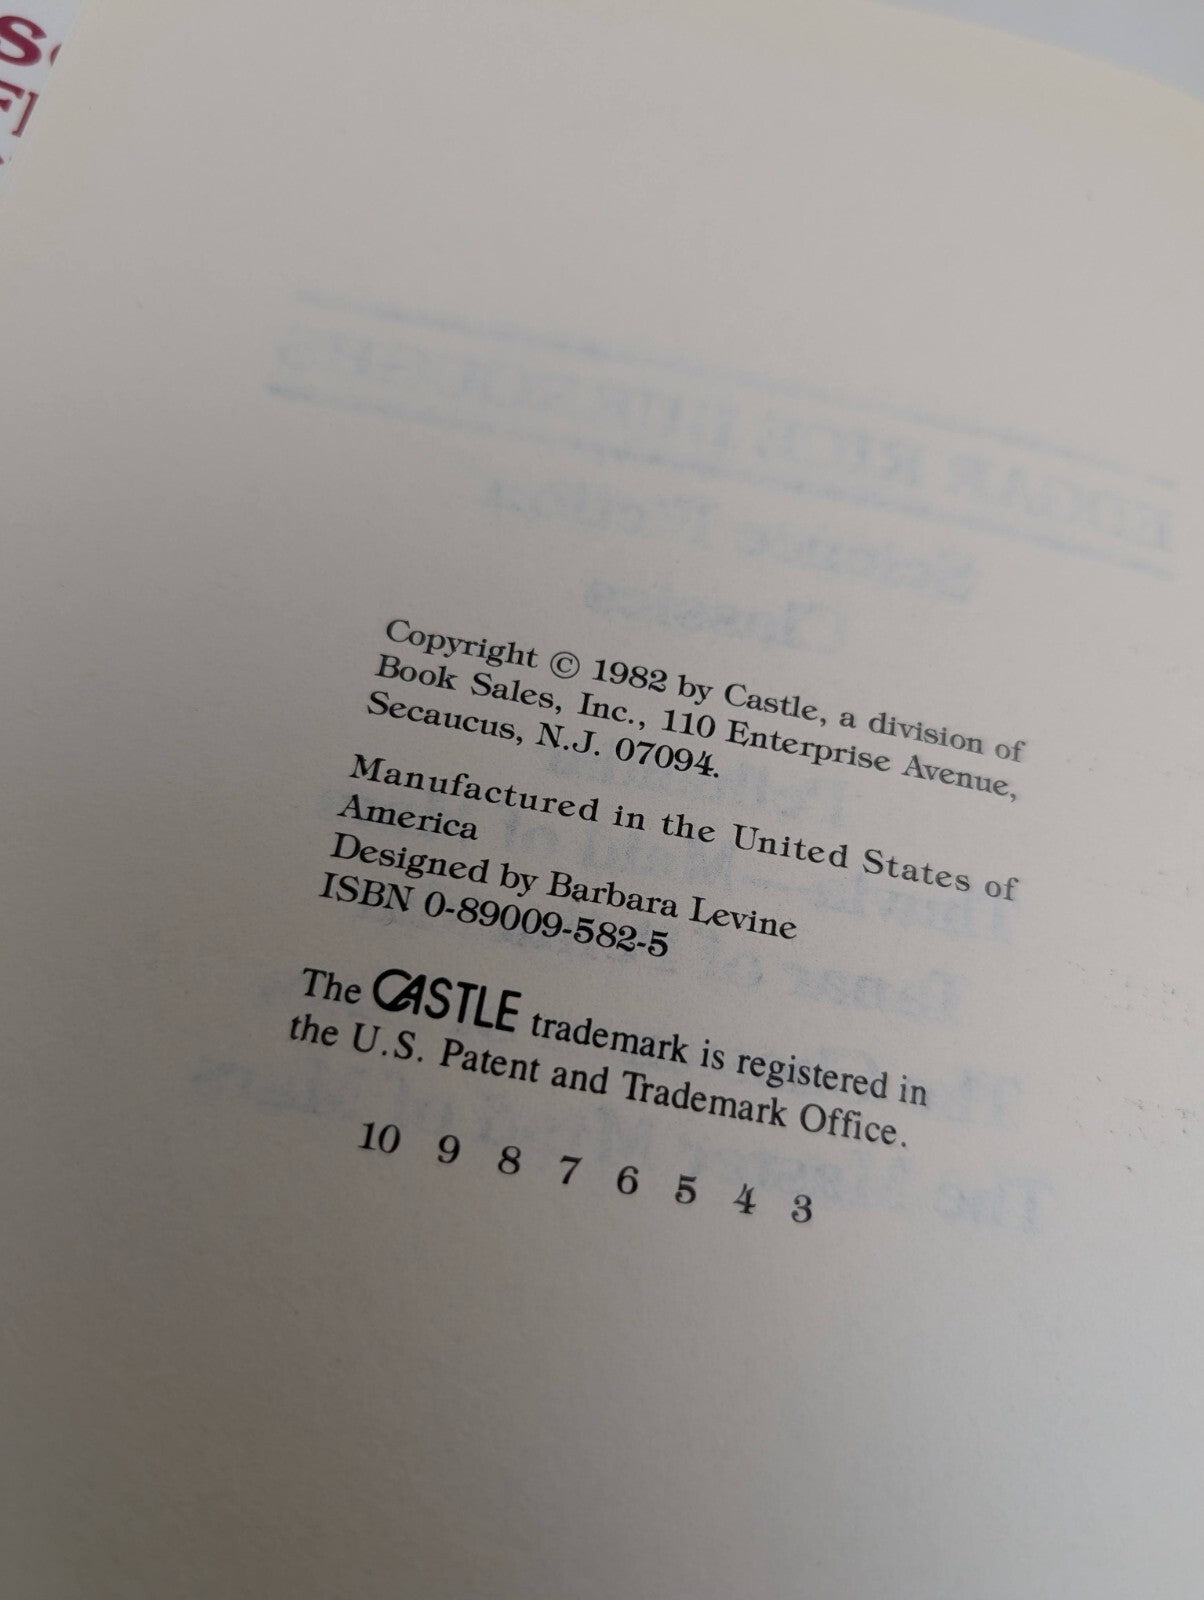 Copyright © 1982 by Castle, a division of
Book Sales, Inc., 110 Enterprise Avenue,
Secaucus, N.J. 07094.
Manufactured in the United States of
America
Designed by Barbara Levine
ISBN 0-89009-582-5
The CASTLE trademark is registered in
the U.S. Patent and Trademark Office.
10 9 8 7 6 5 4 3